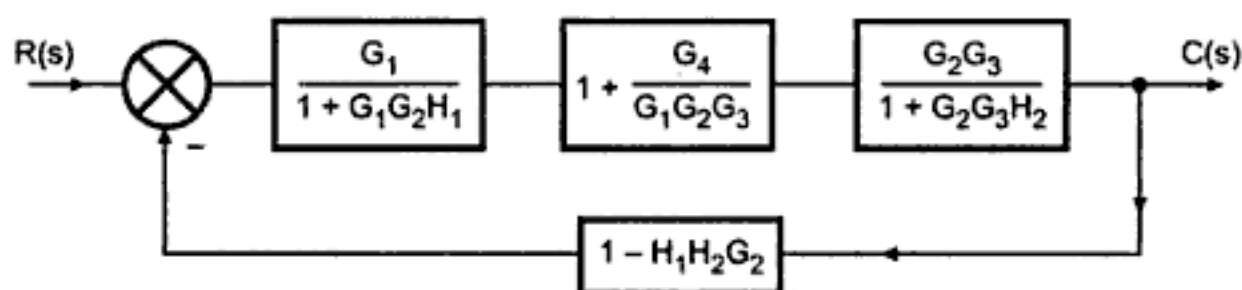 R(s)
G₁
1 + G₁G₂H₁
1 + G₄
G₁G₂G₃
G₂G₃
1 + G₂G₃H₂
C(s)
–
1 – H₁H₂G₂